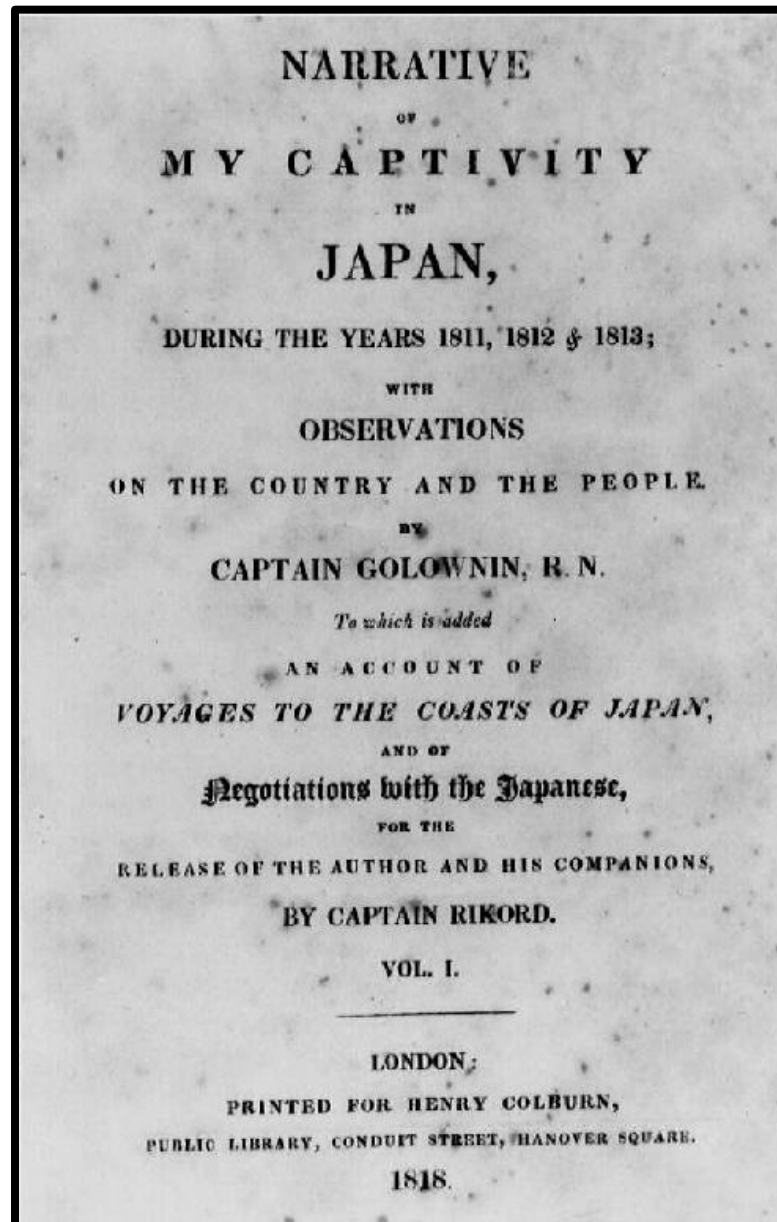 NARRATIVE
OF
MY CAPTIVITY
IN
JAPAN,
DURING THE YEARS 1811, 1812 & 1813;
WITH
OBSERVATIONS
ON THE COUNTRY AND THE PEOPLE.
BY
CAPTAIN GOLOWNIN, R. N.
To which is added
AN ACCOUNT OF
VOYAGES TO THE COASTS OF JAPAN,
AND OF
Negotiations with the Japanese,
FOR THE
RELEASE OF THE AUTHOR AND HIS COMPANIONS,
BY CAPTAIN RIKORD.
VOL. I.
LONDON:
PRINTED FOR HENRY COLBURN,
PUBLIC LIBRARY, CONDUIT STREET, HANOVER SQUARE.
1818.